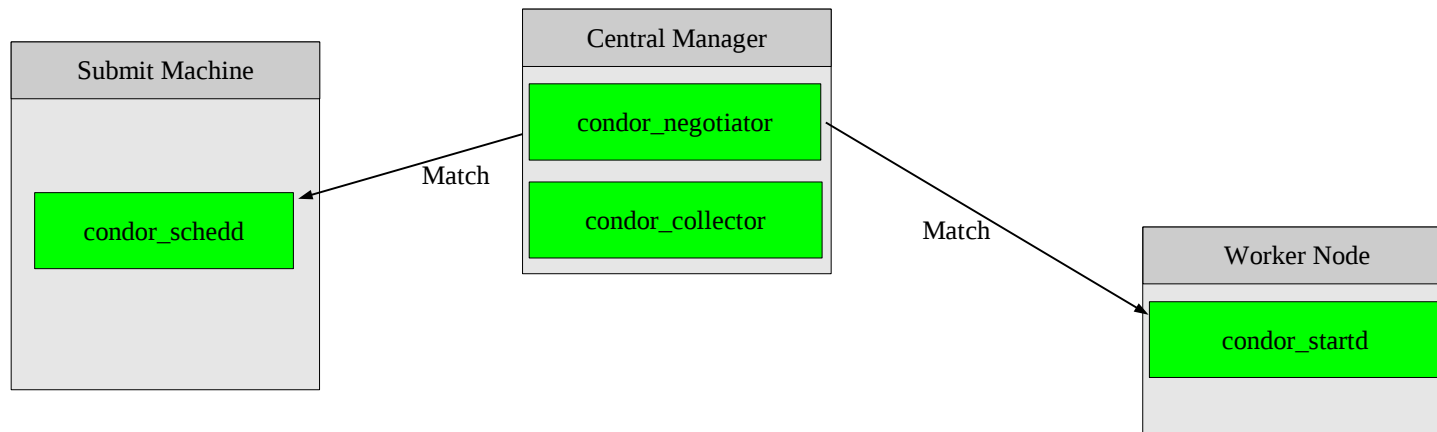 Submit Machine
condor_schedd
Match
Central Manager
condor_negotiator
condor_collector
Match
Worker Node
condor_startd